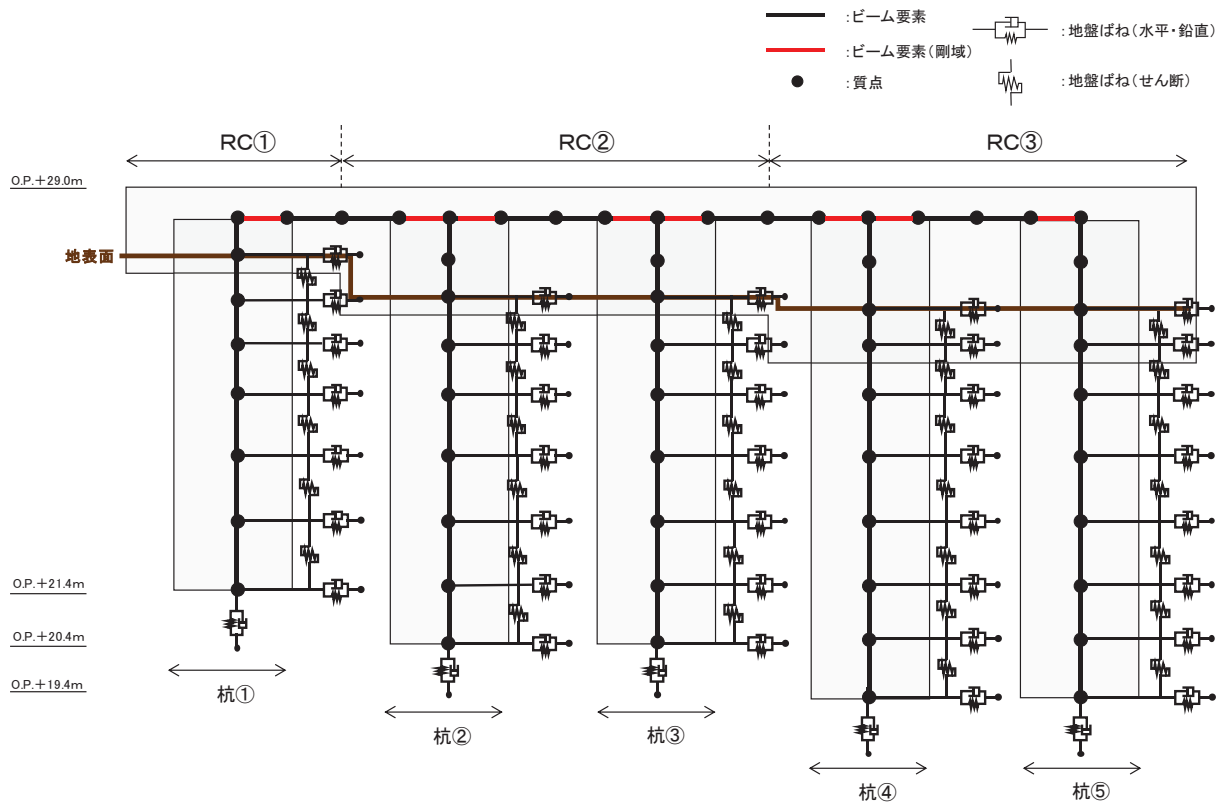 :ビーム要素
:地盤ばね(水平・鉛直)
:ビーム要素(剛域)
:質点
:地盤ばね(せん断)
RC①
RC②
RC③
O.P.+29.0m
地表面
O.P.+21.4m
O.P.+20.4m
O.P.+19.4m
杭①
杭②
杭③
杭④
杭⑤